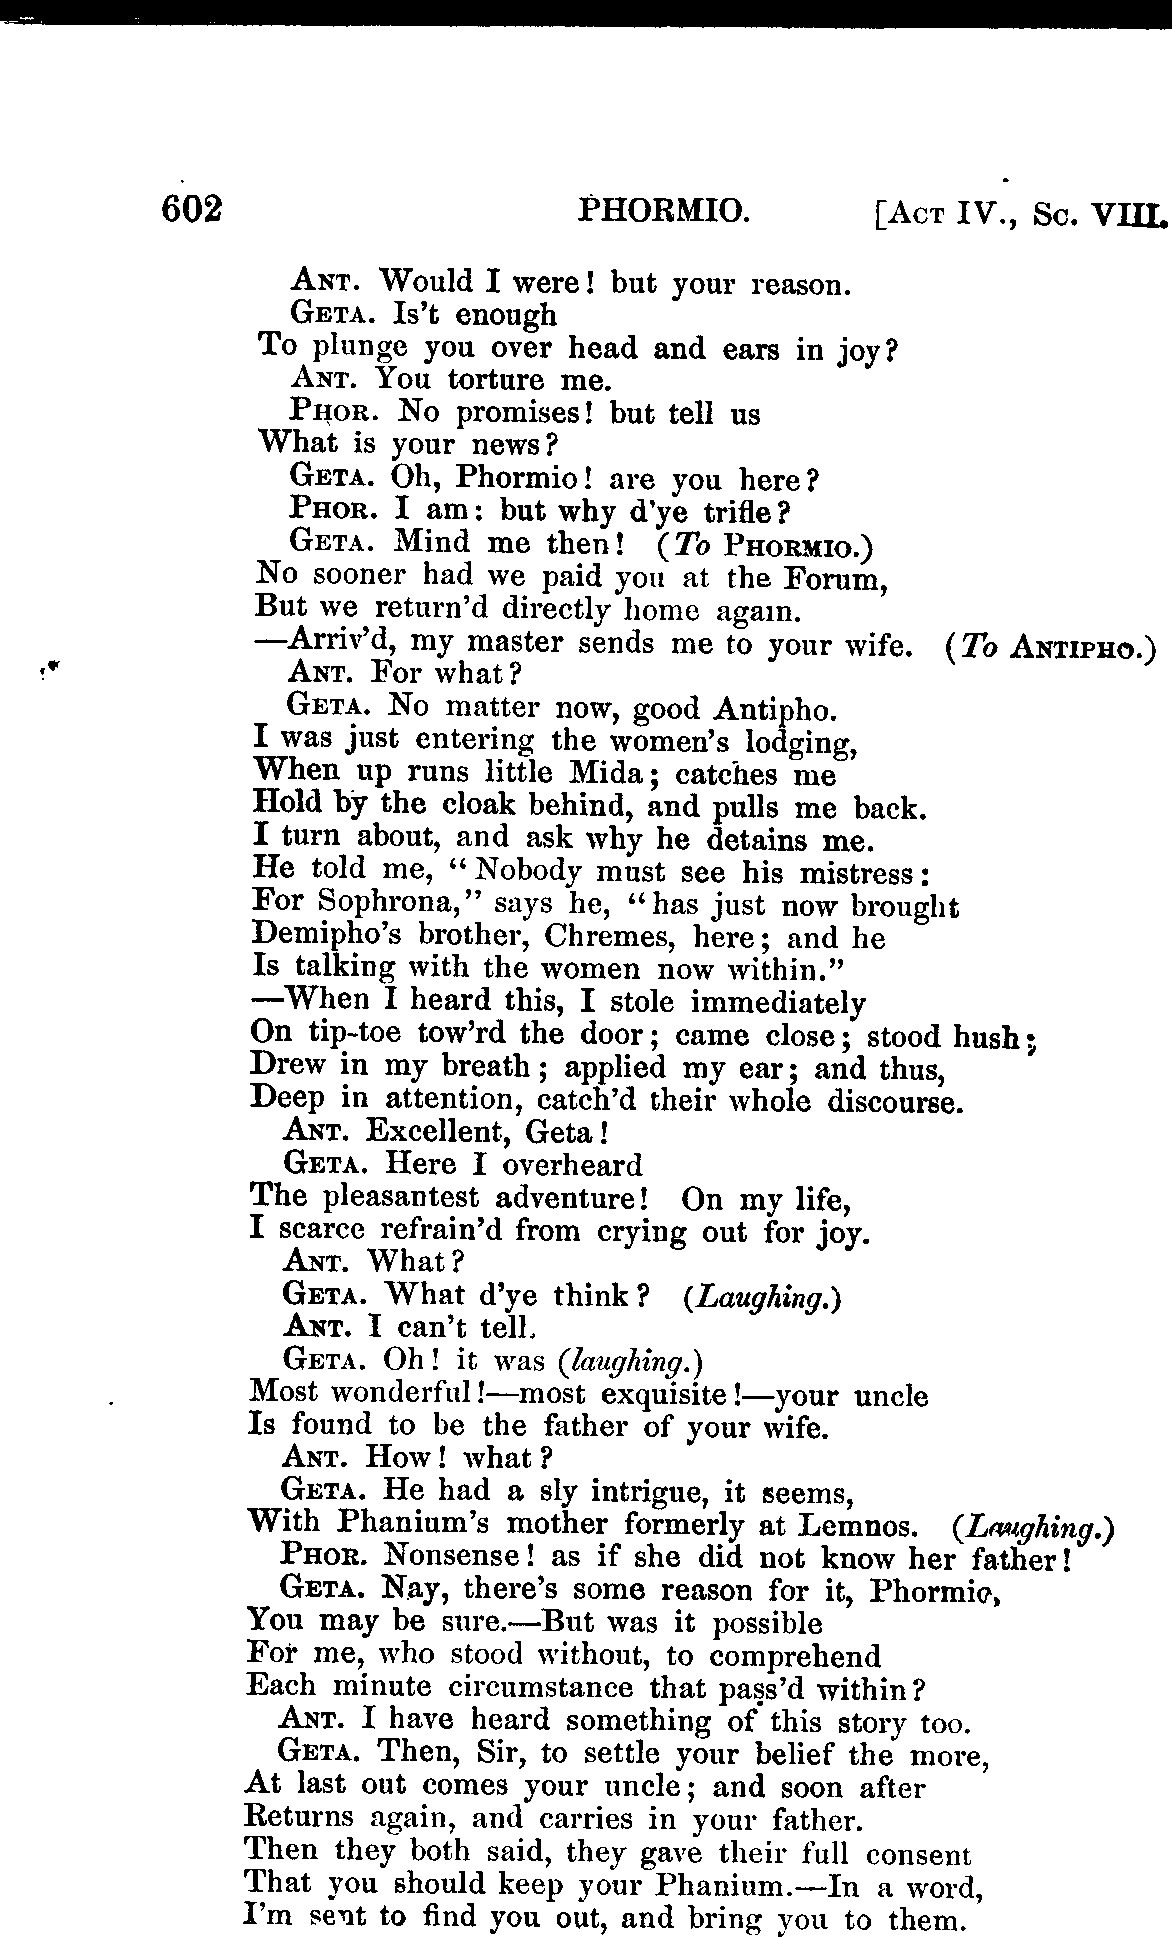 602 PHORMIO. [ACT IV., SC. VIII.
ANT. Would I were! but your reason.
GETA. Is't enough
To plunge you over head and ears in joy?
ANT. You torture me.
PHOR. No promises! but tell us
What is your news?
GETA. Oh, Phormio! are you here?
PHOR. I am: but why d'ye trifle?
GETA. Mind me then! (To PHORMIO.)
No sooner had we paid you at the Forum,
But we return'd directly home again.
—Arriv'd, my master sends me to your wife. (To ANTIPHO.)
ANT. For what?
GETA. No matter now, good Antipho.
I was just entering the women's lodging,
When up runs little Mida; catches me
Hold by the cloak behind, and pulls me back.
I turn about, and ask why he detains me.
He told me, "Nobody must see his mistress:
For Sophrona," says he, "has just now brought
Demipho's brother, Chremes, here; and he
Is talking with the women now within."
—When I heard this, I stole immediately
On tip-toe tow'rd the door; came close; stood hush;
Drew in my breath; applied my ear; and thus,
Deep in attention, catch'd their whole discourse.
ANT. Excellent, Geta!
GETA. Here I overheard
The pleasantest adventure! On my life,
I scarce refrain'd from crying out for joy.
ANT. What?
GETA. What d'ye think? (Laughing.)
ANT. I can't tell.
GETA. Oh! it was (laughing.)
Most wonderful!—most exquisite!—your uncle
Is found to be the father of your wife.
ANT. How! what?
GETA. He had a sly intrigue, it seems,
With Phanium's mother formerly at Lemnos. (Laughing.)
PHOR. Nonsense! as if she did not know her father!
GETA. Nay, there's some reason for it, Phormio,
You may be sure.—But was it possible
For me, who stood without, to comprehend
Each minute circumstance that pass'd within?
ANT. I have heard something of this story too.
GETA. Then, Sir, to settle your belief the more,
At last out comes your uncle; and soon after
Returns again, and carries in your father.
Then they both said, they gave their full consent
That you should keep your Phanium.—In a word,
I'm sent to find you out, and bring you to them.